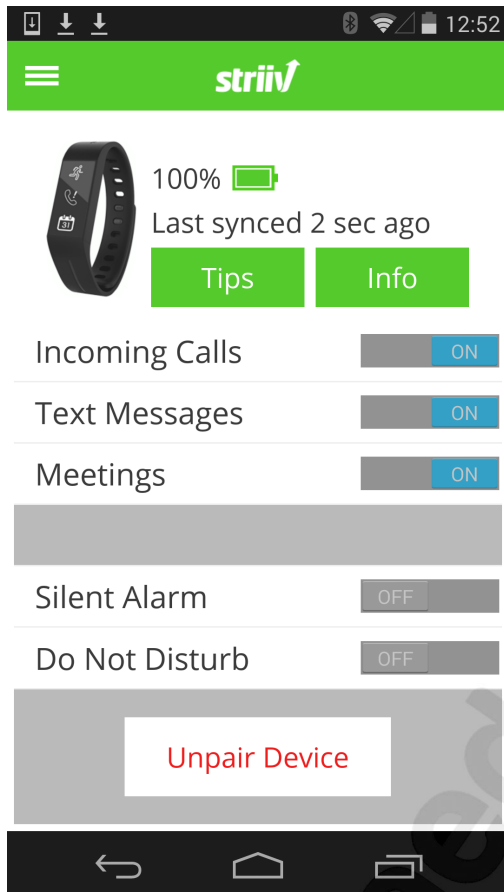 12:52
striiv
31
100%
Last synced 2 sec ago
Tips Info
Incoming Calls ON
Text Messages ON
Meetings ON
Silent Alarm OFF
Do Not Disturb OFF
Unpair Device